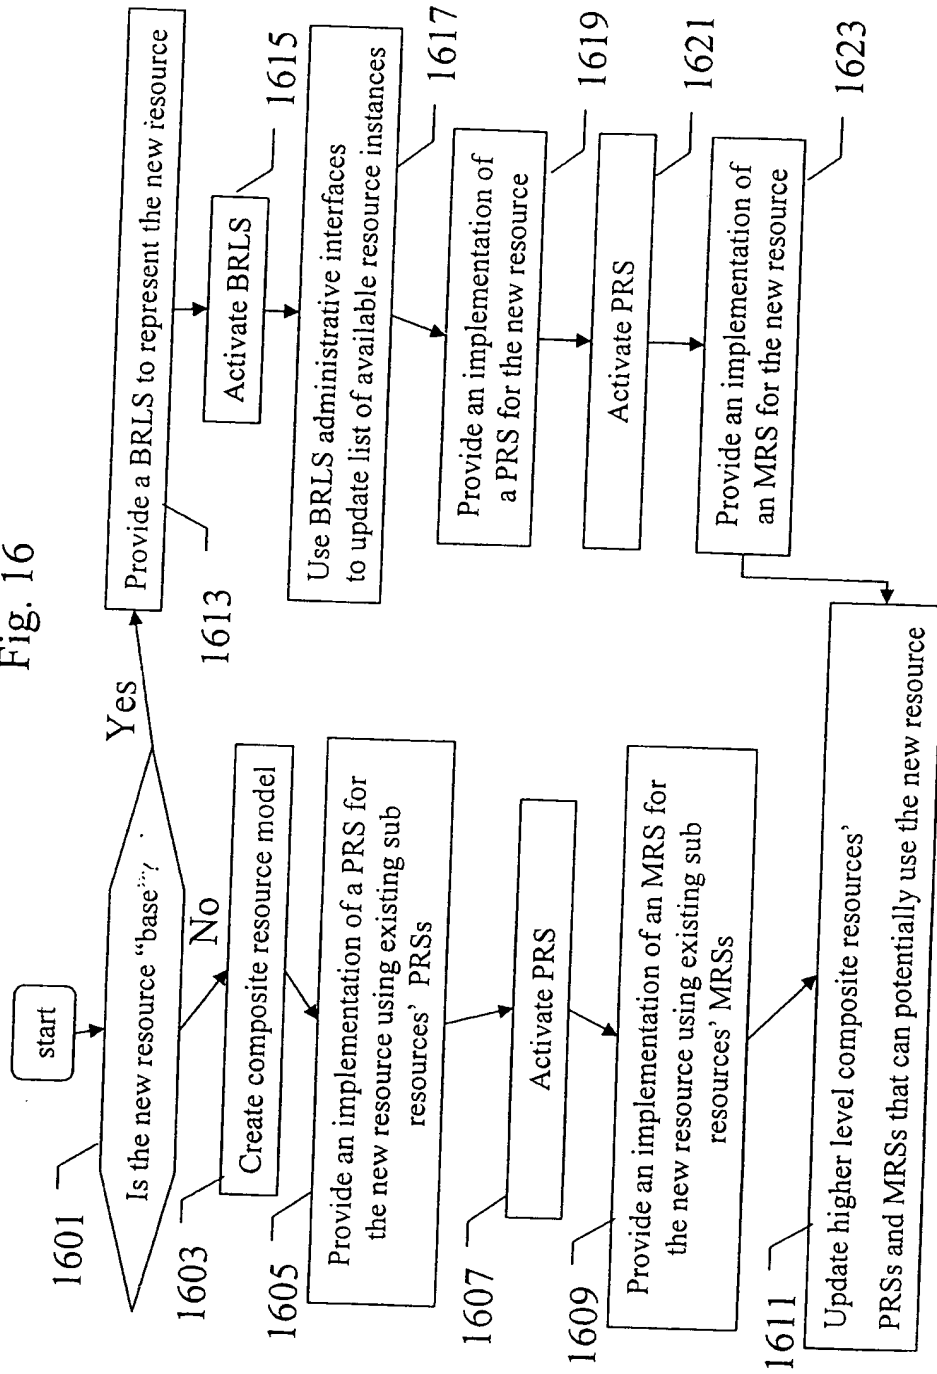 Fig. 16
start
1601
Is the new resource “base”?
Yes
No
1603
Create composite resource model
1605
Provide an implementation of a PRS for
the new resource using existing sub
resources’ PRSs
1607
Activate PRS
1609
Provide an implementation of an MRS for
the new resource using existing sub
resources’ MRSs
1611
Update higher level composite resources’
PRSs and MRSs that can potentially use the new resource
Provide a BRLS to represent the new resource
1613
Activate BRLS
1615
Use BRLS administrative interfaces
to update list of available resource instances
1617
Provide an implementation of
a PRS for the new resource
1619
Activate PRS
1621
Provide an implementation of
an MRS for the new resource
1623